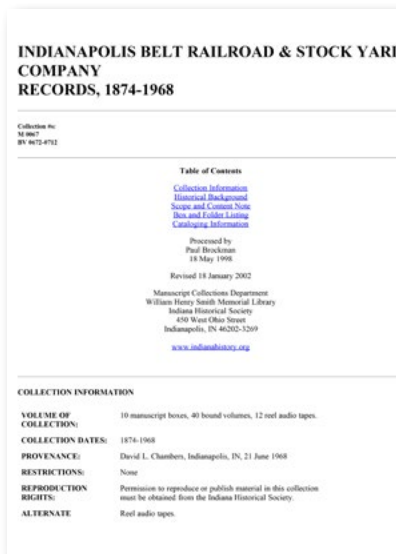 INDIANAPOLIS BELT RAILROAD & STOCK YARD
COMPANY
RECORDS, 1874-1968
Collection #s:
M 0067
BV 0672-0712
Table of Contents
Collection Information
Historical Background
Scope and Content Note
Box and Folder Listing
Cataloging Information
Processed by
Paul Brockman
18 May 1998
Revised 18 January 2002
Manuscript Collections Department
William Henry Smith Memorial Library
Indiana Historical Society
450 West Ohio Street
Indianapolis, IN 46202-3269
www.indianahistory.org
COLLECTION INFORMATION
VOLUME OF 10 manuscript boxes, 40 bound volumes, 12 reel audio tapes.
COLLECTION:
COLLECTION DATES: 1874-1968
PROVENANCE: David L. Chambers, Indianapolis, IN, 21 June 1968
RESTRICTIONS: None
REPRODUCTION Permission to reproduce or publish material in this collection
RIGHTS: must be obtained from the Indiana Historical Society.
ALTERNATE Reel audio tapes.